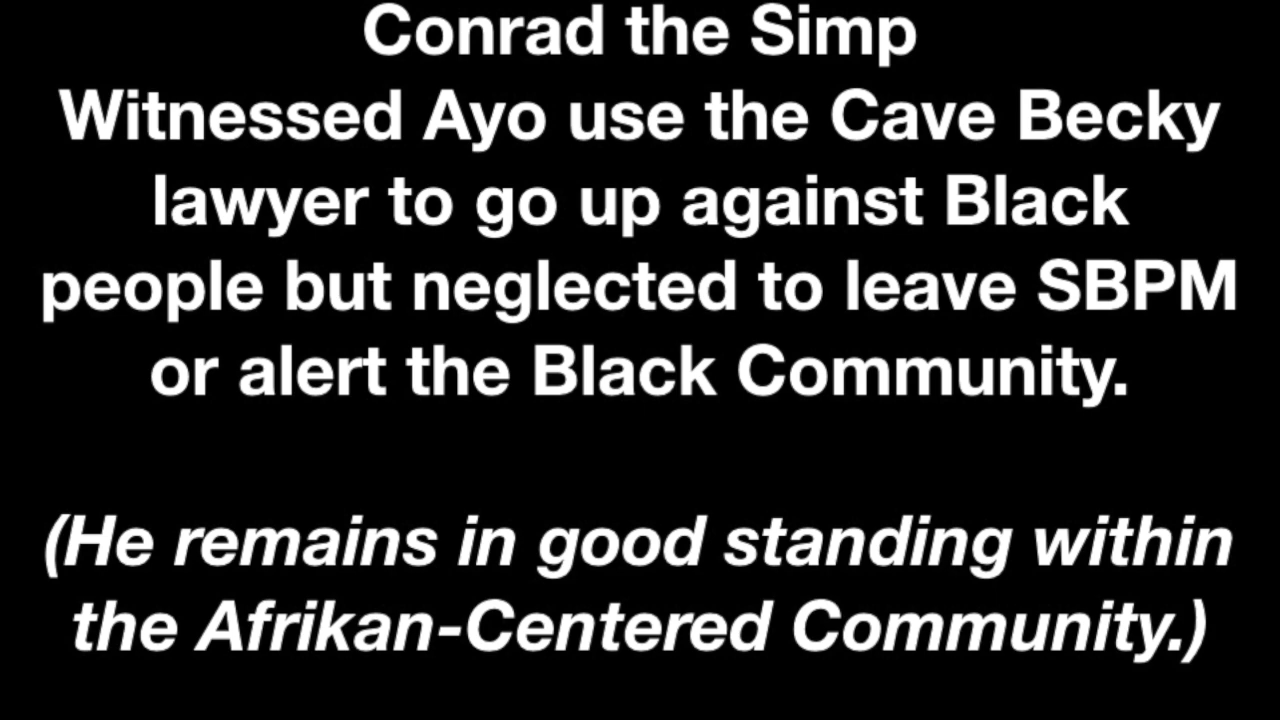 Conrad the Simp
Witnessed Ayo use the Cave Becky
lawyer to go up against Black
people but neglected to leave SBPM
or alert the Black Community.
(He remains in good standing within
the Afrikan-Centered Community.)